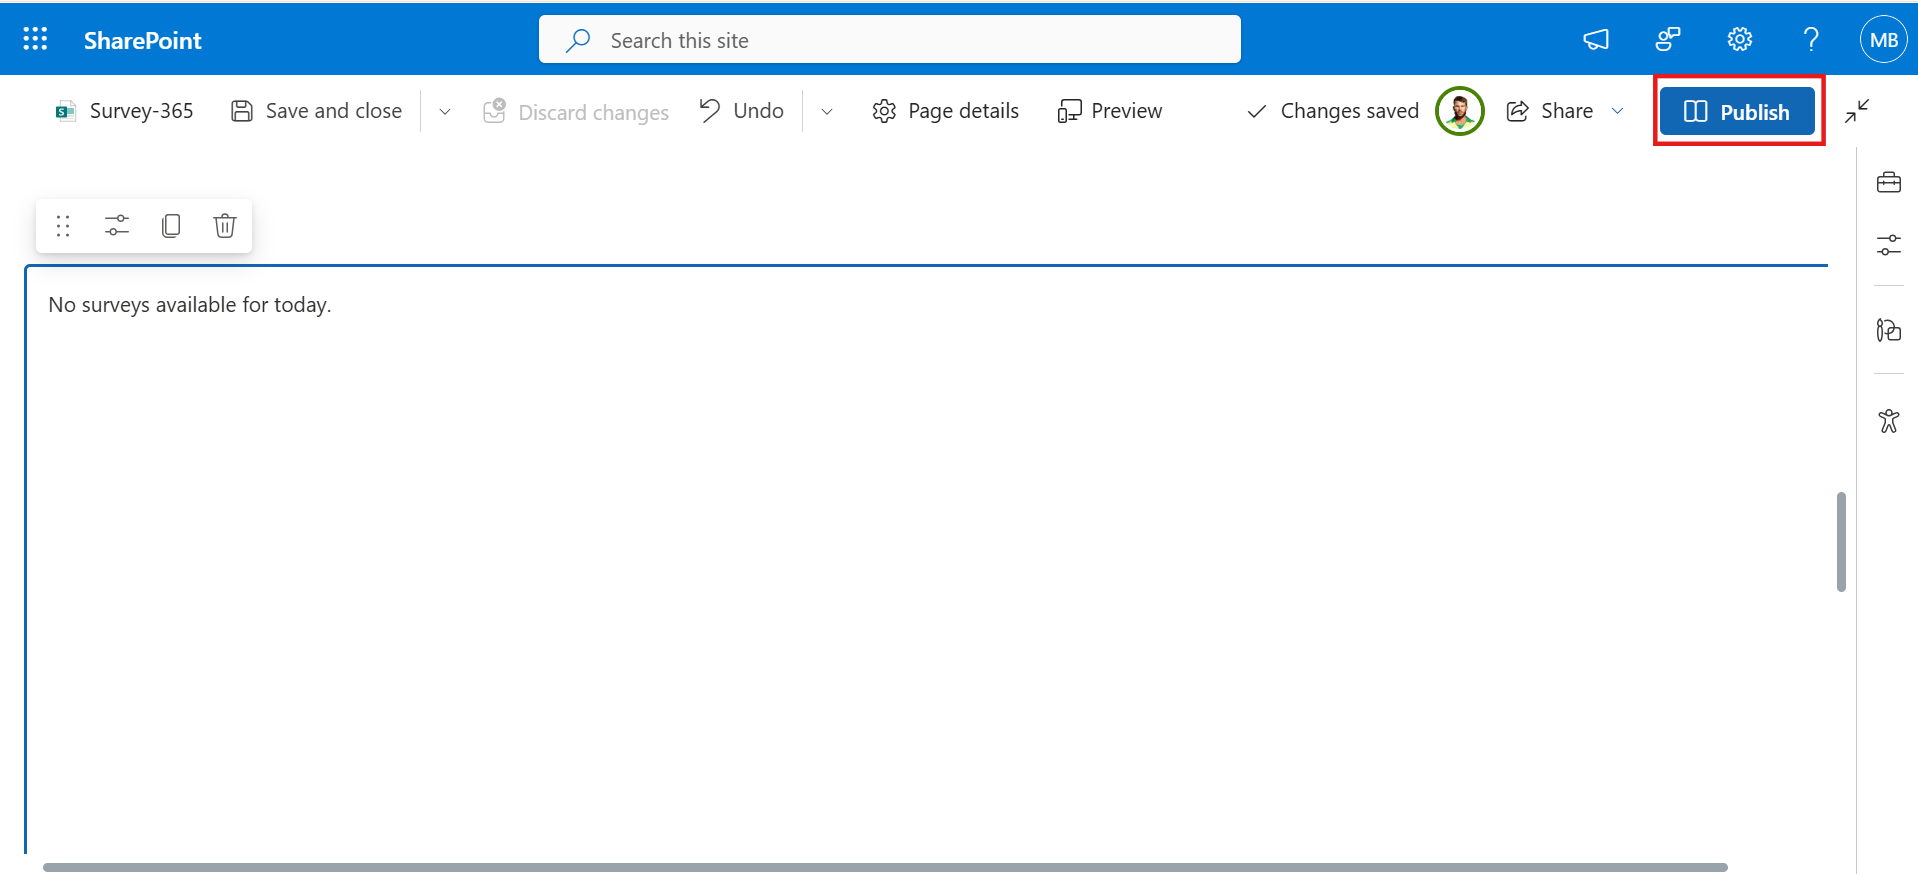 SharePoint
Search this site
MB
Survey-365
Save and close
Discard changes
Undo
Page details
Preview
Changes saved
Share
Publish
No surveys available for today.